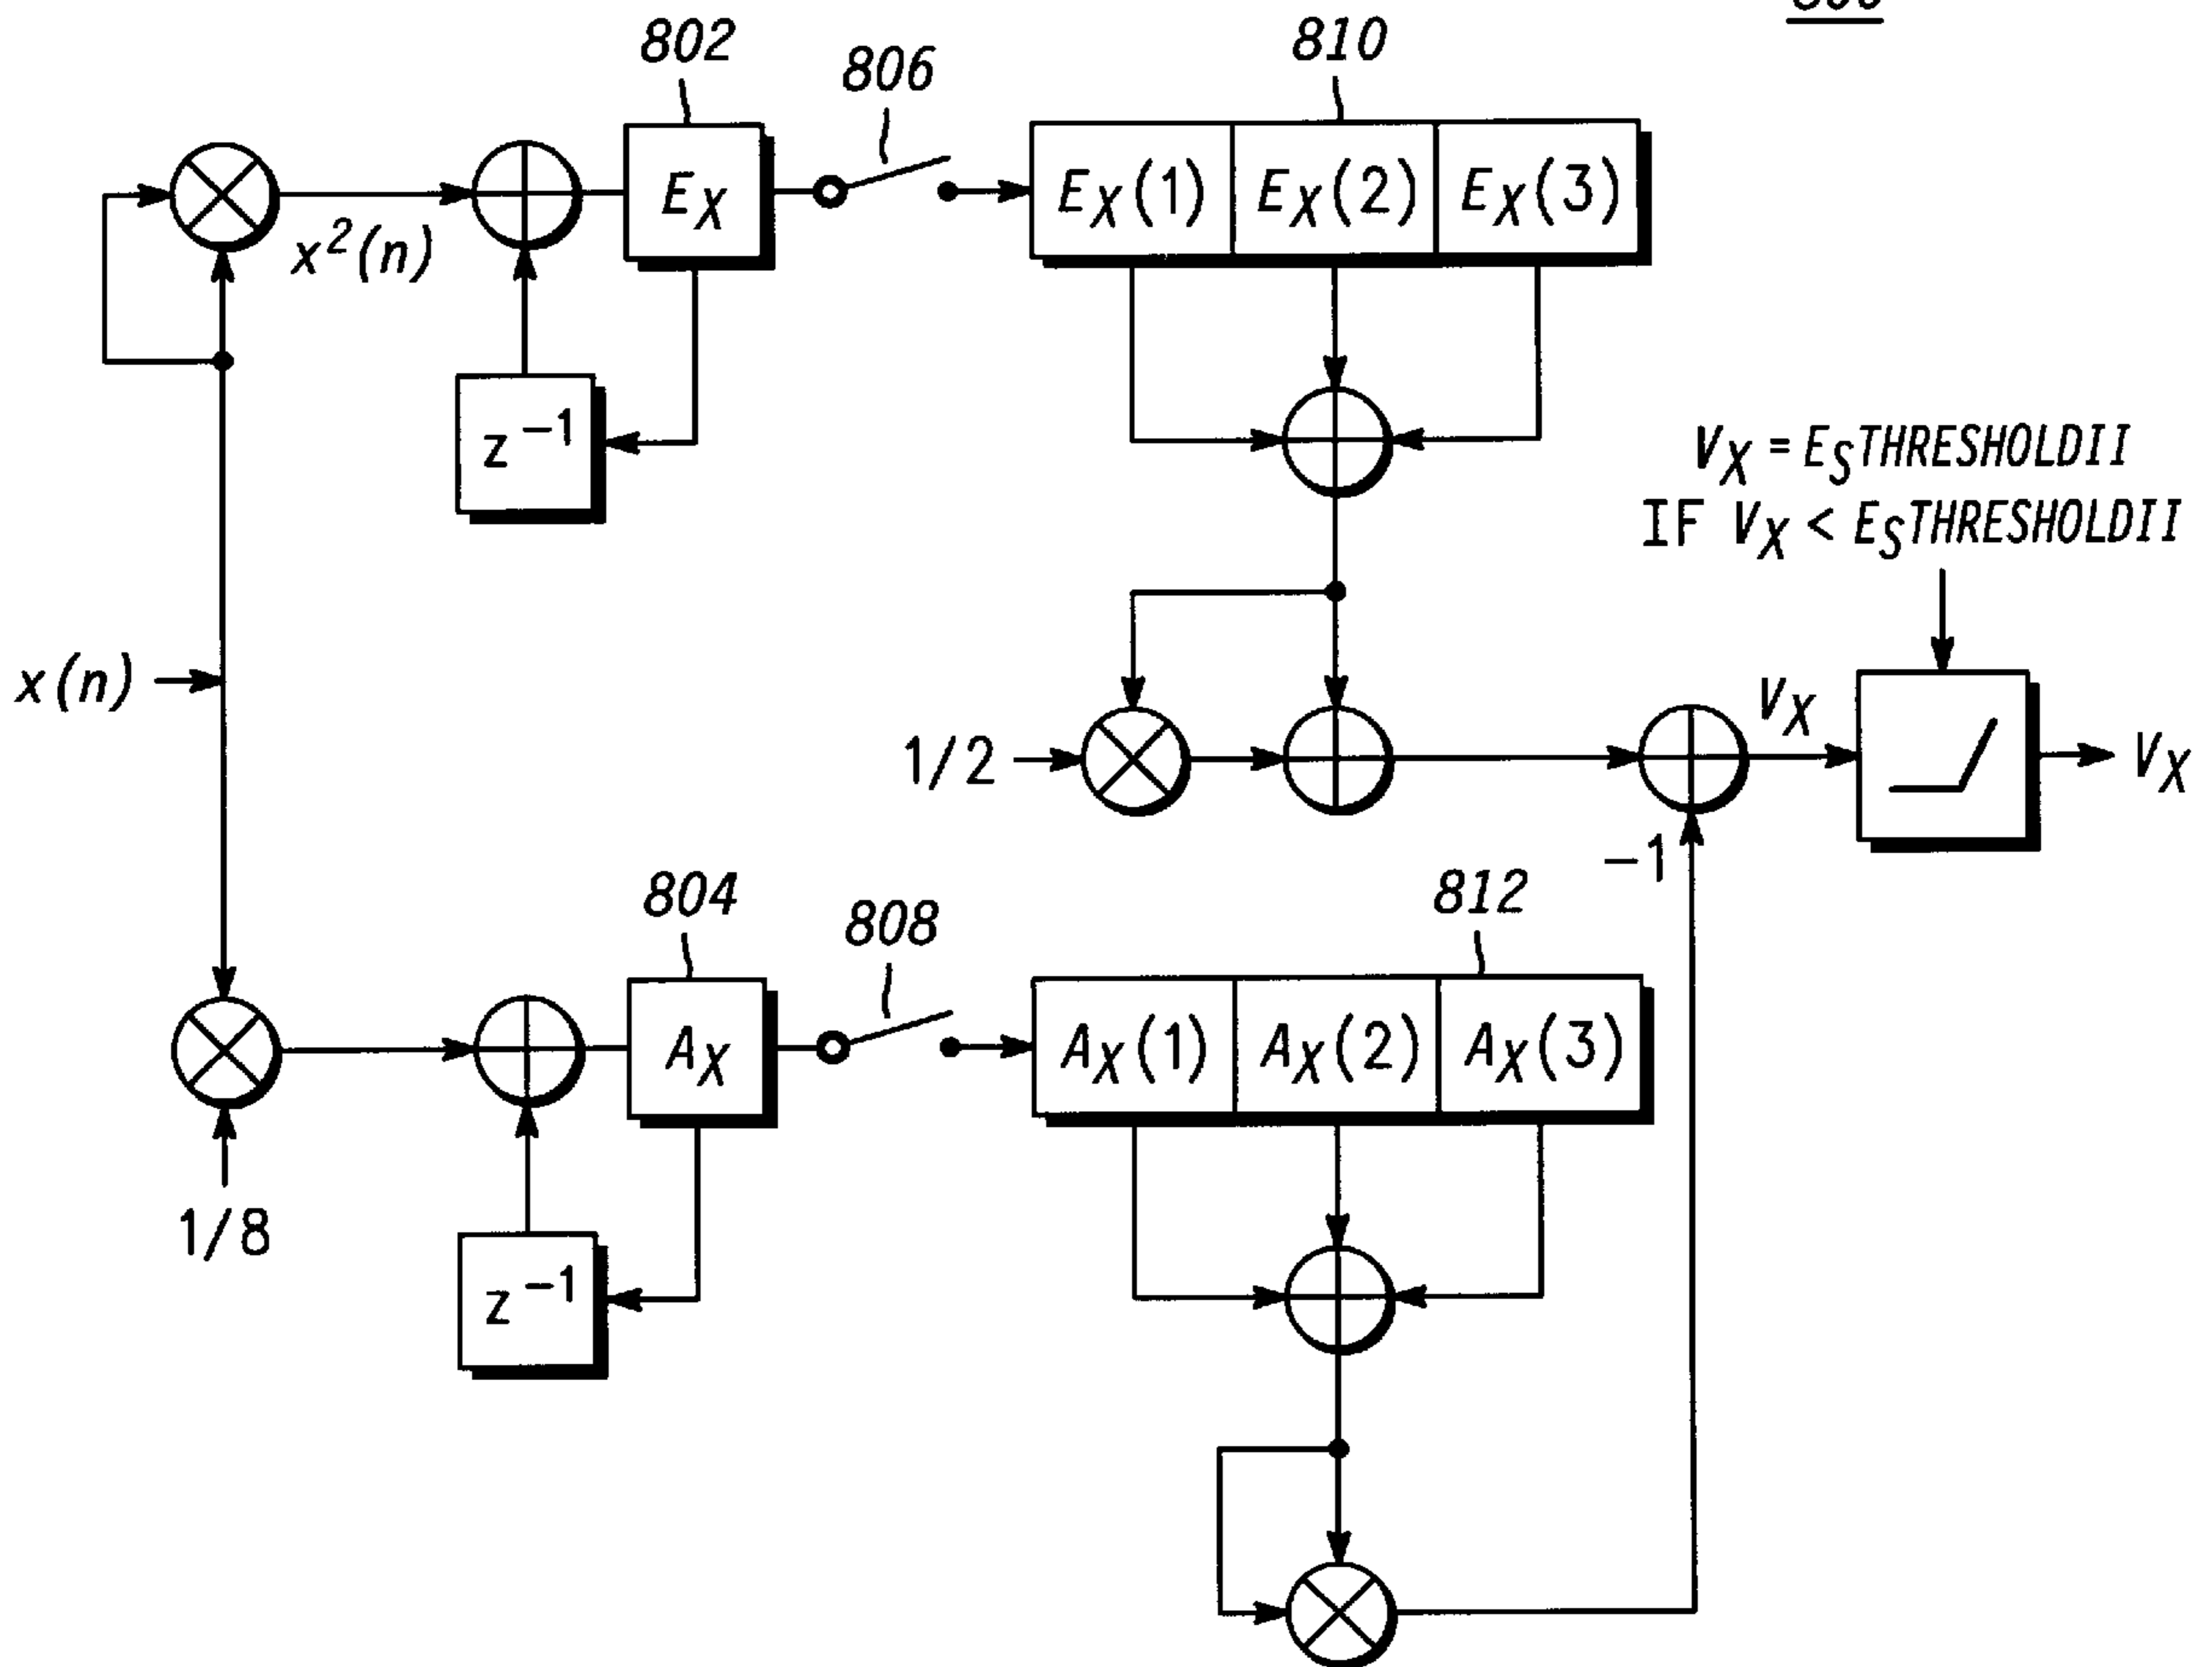 802
806
810
E_X
E_X(1) E_X(2) E_X(3)
x²(n)
z⁻¹
V_X = E_S THRESHOLDII
IF V_X < E_S THRESHOLDII
x(n)
1/2
V_X
V_X
-1
804
808
812
A_X
A_X(1) A_X(2) A_X(3)
1/8
z⁻¹